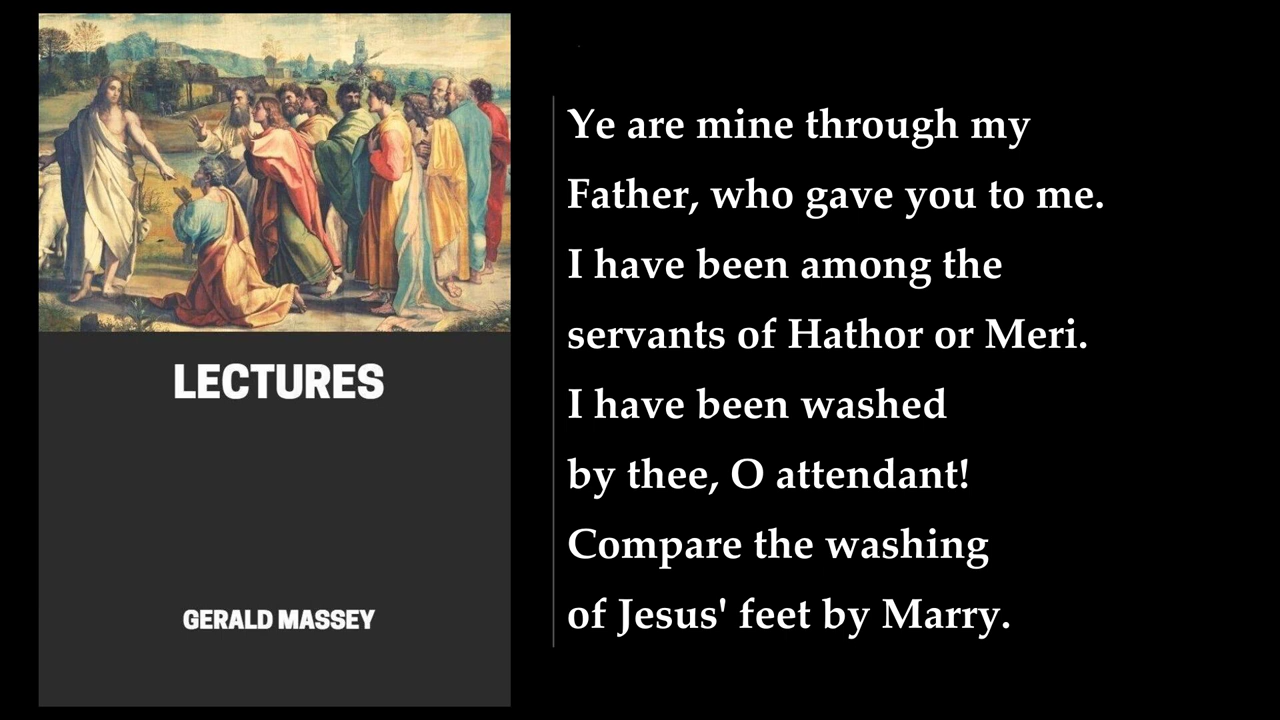 LECTURES
GERALD MASSEY
Ye are mine through my
Father, who gave you to me.
I have been among the
servants of Hathor or Meri.
I have been washed
by thee, O attendant!
Compare the washing
of Jesus' feet by Marry.